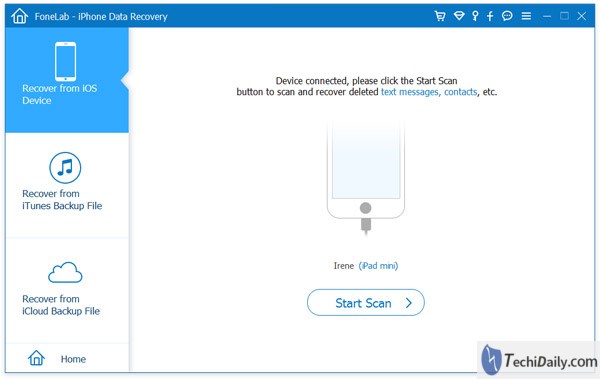 FoneLab - iPhone Data Recovery
Recover from iOS
Device
Recover from
iTunes Backup File
Recover from
iCloud Backup File
Home
Device connected, please click the Start Scan
button to scan and recover deleted text messages, contacts, etc.
Irene (iPad mini)
Start Scan
TechiDaily.com